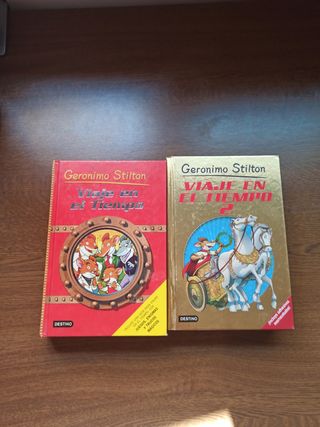 Geronimo Stilton
Viaje en
el Tiempo
DESTINO
Geronimo Stilton
VIAJE EN
EL TIEMPO
2
DESTINO